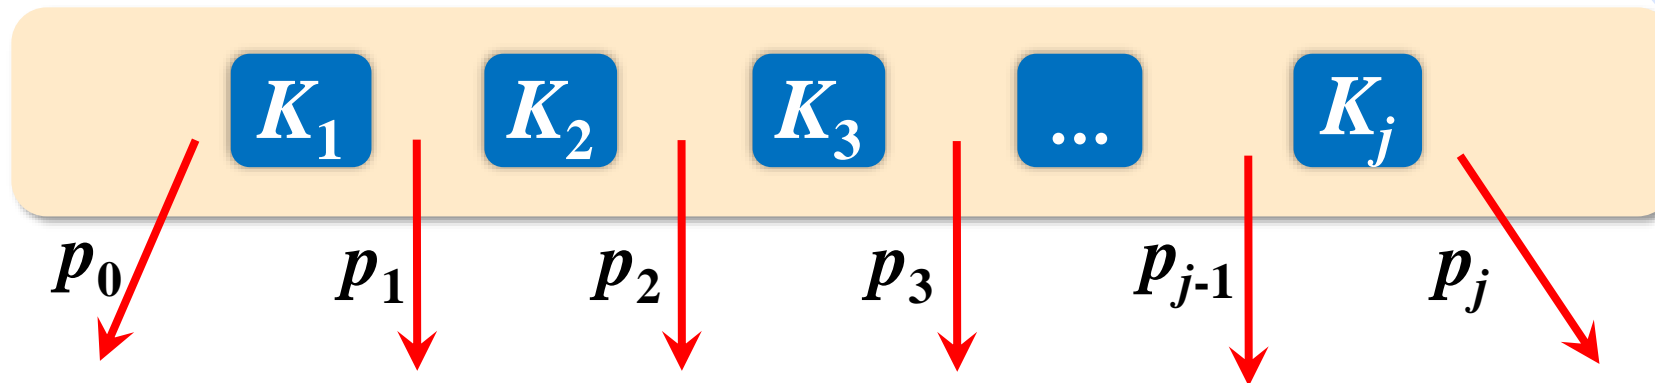 K₁ K₂ K₃ ... Kⱼ
p₀ p₁ p₂ p₃ pⱼ₋₁ pⱼ